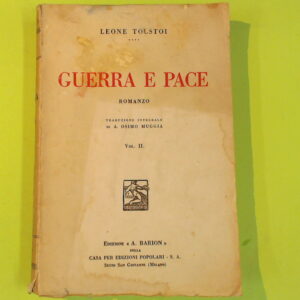 LEONE TOLSTOI
GUERRA E PACE
ROMANZO
TRADUZIONE INTEGRALE
DI A. OSIMO MUGGIA
VOL. II.
EDIZIONI « A. BARION »
DELLA
CASA PER EDIZIONI POPOLARI - S. A.
SESTO SAN GIOVANNI (MILANO)